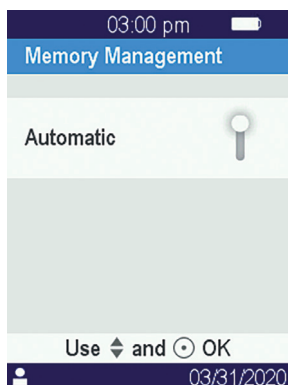 03:00 pm
Memory Management
Automatic
Use and OK
03/31/2020